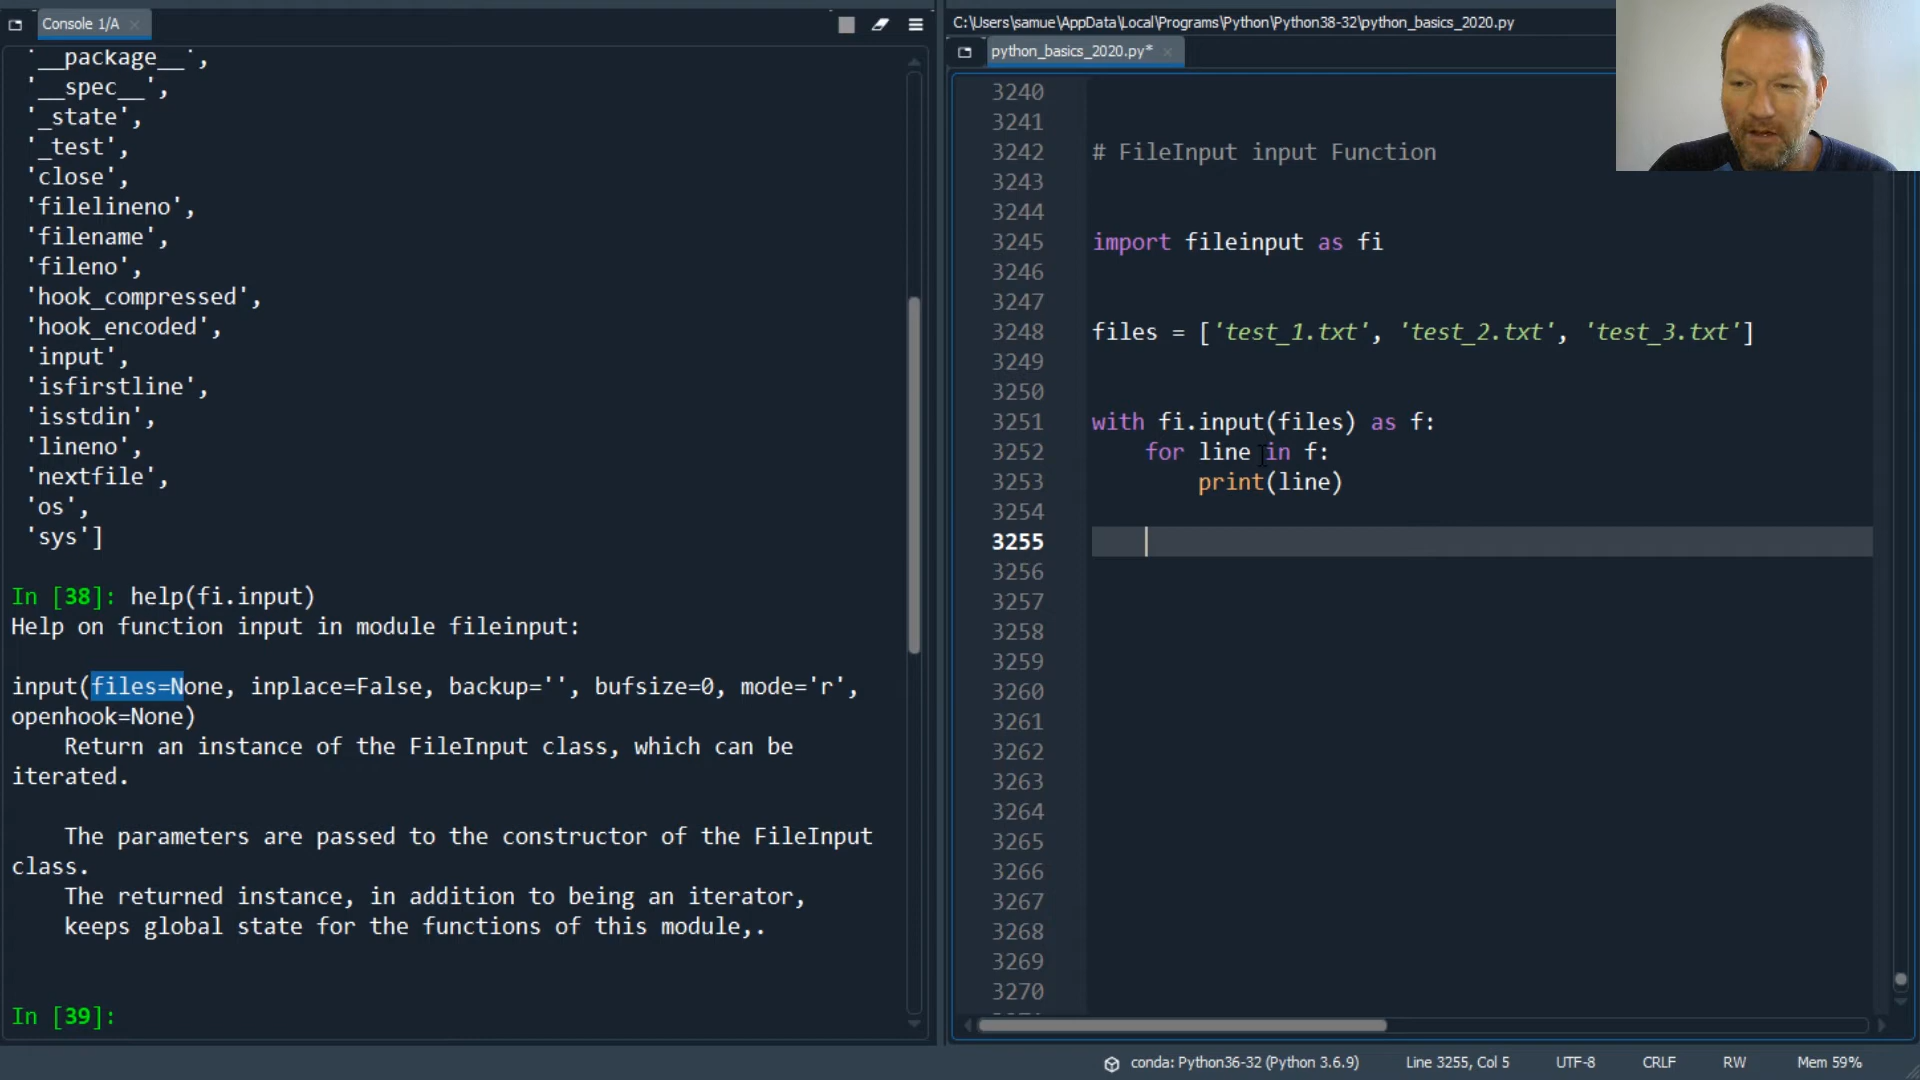 Console 1/A
'__package__',
'__spec__',
'_state',
'_test',
'close',
'filelineno',
'filename',
'fileno',
'hook_compressed',
'hook_encoded',
'input',
'isfirstline',
'isstdin',
'lineno',
'nextfile',
'os',
'sys']
In [38]: help(fi.input)
Help on function input in module fileinput:
input(files=None, inplace=False, backup='', bufsize=0, mode='r',
openhook=None)
Return an instance of the FileInput class, which can be
iterated.
The parameters are passed to the constructor of the FileInput
class.
The returned instance, in addition to being an iterator,
keeps global state for the functions of this module,.
In [39]:
C:\Users\samue\AppData\Local\Programs\Python\Python38-32\python_basics_2020.py
python_basics_2020.py*
3240
3241
3242 # FileInput input Function
3243
3244
3245 import fileinput as fi
3246
3247
3248 files = ['test_1.txt', 'test_2.txt', 'test_3.txt']
3249
3250
3251 with fi.input(files) as f:
3252 for line in f:
3253 print(line)
3254
3255
3256
3257
3258
3259
3260
3261
3262
3263
3264
3265
3266
3267
3268
3269
3270
conda: Python36-32 (Python 3.6.9) Line 3255, Col 5 UTF-8 CRLF RW Mem 59%